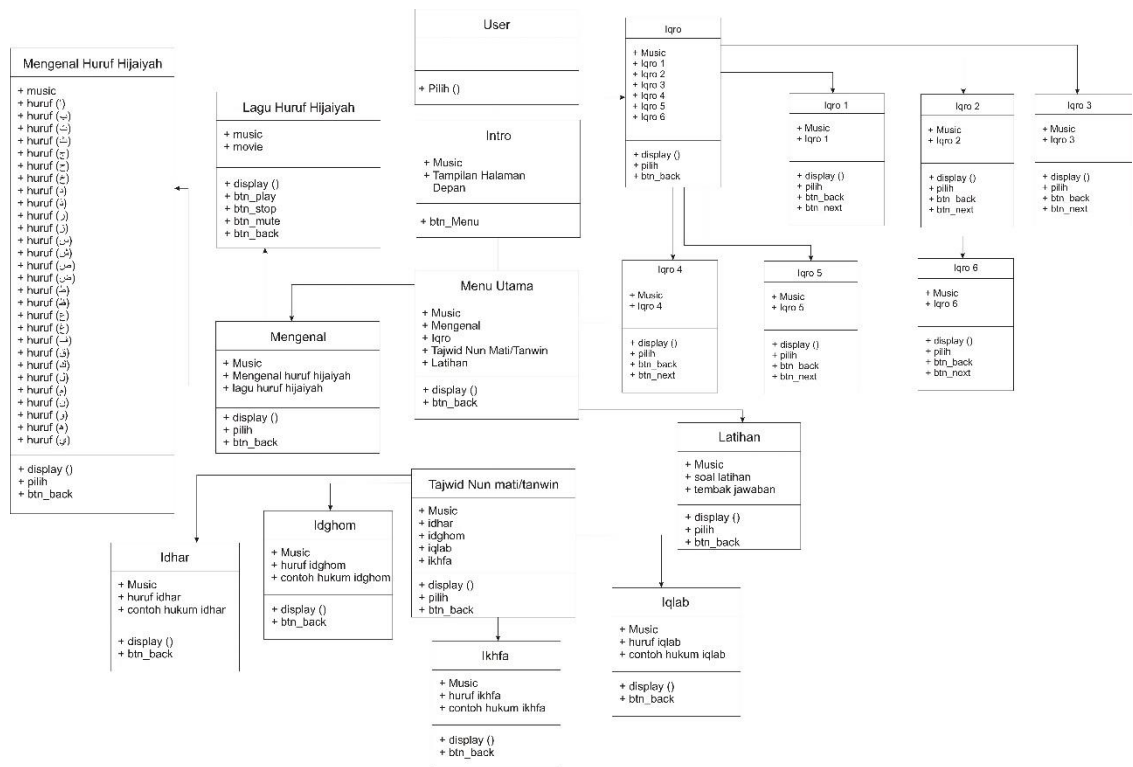 Mengenal Huruf Hijaiyah
+ music
+ huruf (')
+ huruf (ب)
+ huruf (ت)
+ huruf (ث)
+ huruf (ج)
+ huruf (ح)
+ huruf (خ)
+ huruf (د)
+ huruf (ذ)
+ huruf (ر)
+ huruf (ز)
+ huruf (س)
+ huruf (ش)
+ huruf (ص)
+ huruf (ض)
+ huruf (ط)
+ huruf (ظ)
+ huruf (ع)
+ huruf (غ)
+ huruf (ف)
+ huruf (ق)
+ huruf (ك)
+ huruf (ل)
+ huruf (م)
+ huruf (ن)
+ huruf (و)
+ huruf (ه)
+ huruf (ي)
+ display ()
+ pilih
+ btn_back
Lagu Huruf Hijaiyah
+ music
+ movie
+ display ()
+ btn_play
+ btn_stop
+ btn_mute
+ btn_back
User
+ Pilih ()
Intro
+ Music
+ Tampilan Halaman
Depan
+ btn_Menu
Iqro
+ Music
+ Iqro 1
+ Iqro 2
+ Iqro 3
+ Iqro 4
+ Iqro 5
+ Iqro 6
+ display ()
+ pilih
+ btn_back
Iqro 1
+ Music
+ Iqro 1
+ display ()
+ pilih
+ btn_back
+ btn_next
Iqro 2
+ Music
+ Iqro 2
+ display ()
+ pilih
+ btn_back
+ btn_next
Iqro 3
+ Music
+ Iqro 3
+ display ()
+ pilih
+ btn_back
+ btn_next
Mengenal
+ Music
+ Mengenal huruf hijaiyah
+ lagu huruf hijaiyah
+ display ()
+ pilih
+ btn_back
Menu Utama
+ Music
+ Mengenal
+ Iqro
+ Tajwid Nun Mati/Tanwin
+ Latihan
+ display ()
+ btn_back
Iqro 4
+ Music
+ Iqro 4
+ display ()
+ pilih
+ btn_back
+ btn_next
Iqro 5
+ Music
+ Iqro 5
+ display ()
+ pilih
+ btn_back
+ btn_next
Iqro 6
+ Music
+ Iqro 6
+ display ()
+ pilih
+ btn_back
+ btn_next
Latihan
+ Music
+ soal latihan
+ tembak jawaban
+ display ()
+ pilih
+ btn_back
Tajwid Nun mati/tanwin
+ Music
+ idhar
+ idghom
+ iqlab
+ ikhfa
+ display ()
+ pilih
+ btn_back
Idhar
+ Music
+ huruf idhar
+ contoh hukum idhar
+ display ()
+ btn_back
Idghom
+ Music
+ huruf idghom
+ contoh hukum idghom
+ display ()
+ btn_back
Ikhfa
+ Music
+ huruf ikhfa
+ contoh hukum ikhfa
+ display ()
+ btn_back
Iqlab
+ Music
+ huruf iqlab
+ contoh hukum iqlab
+ display ()
+ btn_back